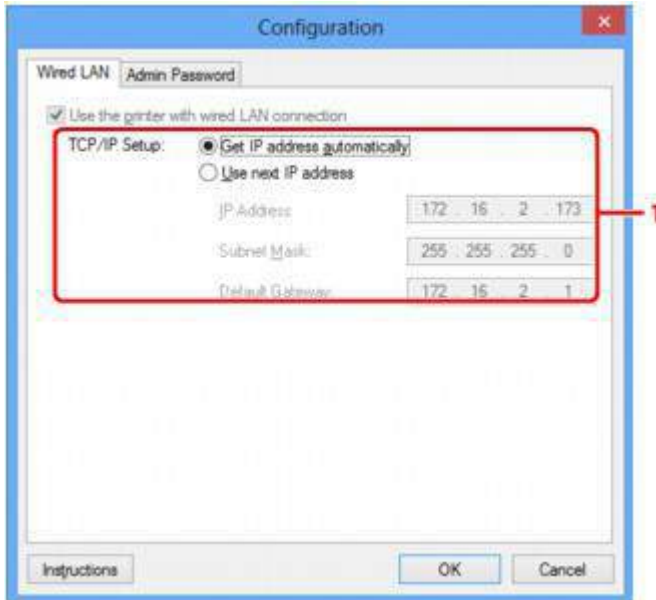 Configuration
Wired LAN Admin Password
Use the printer with wired LAN connection
TCP/IP Setup: Get IP address automatically
Use next IP address
IP Address: 172 . 16 . 2 . 173
1
Subnet Mask: 255 . 255 . 255 . 0
Default Gateway: 172 . 16 . 2 . 1
Instructions OK Cancel